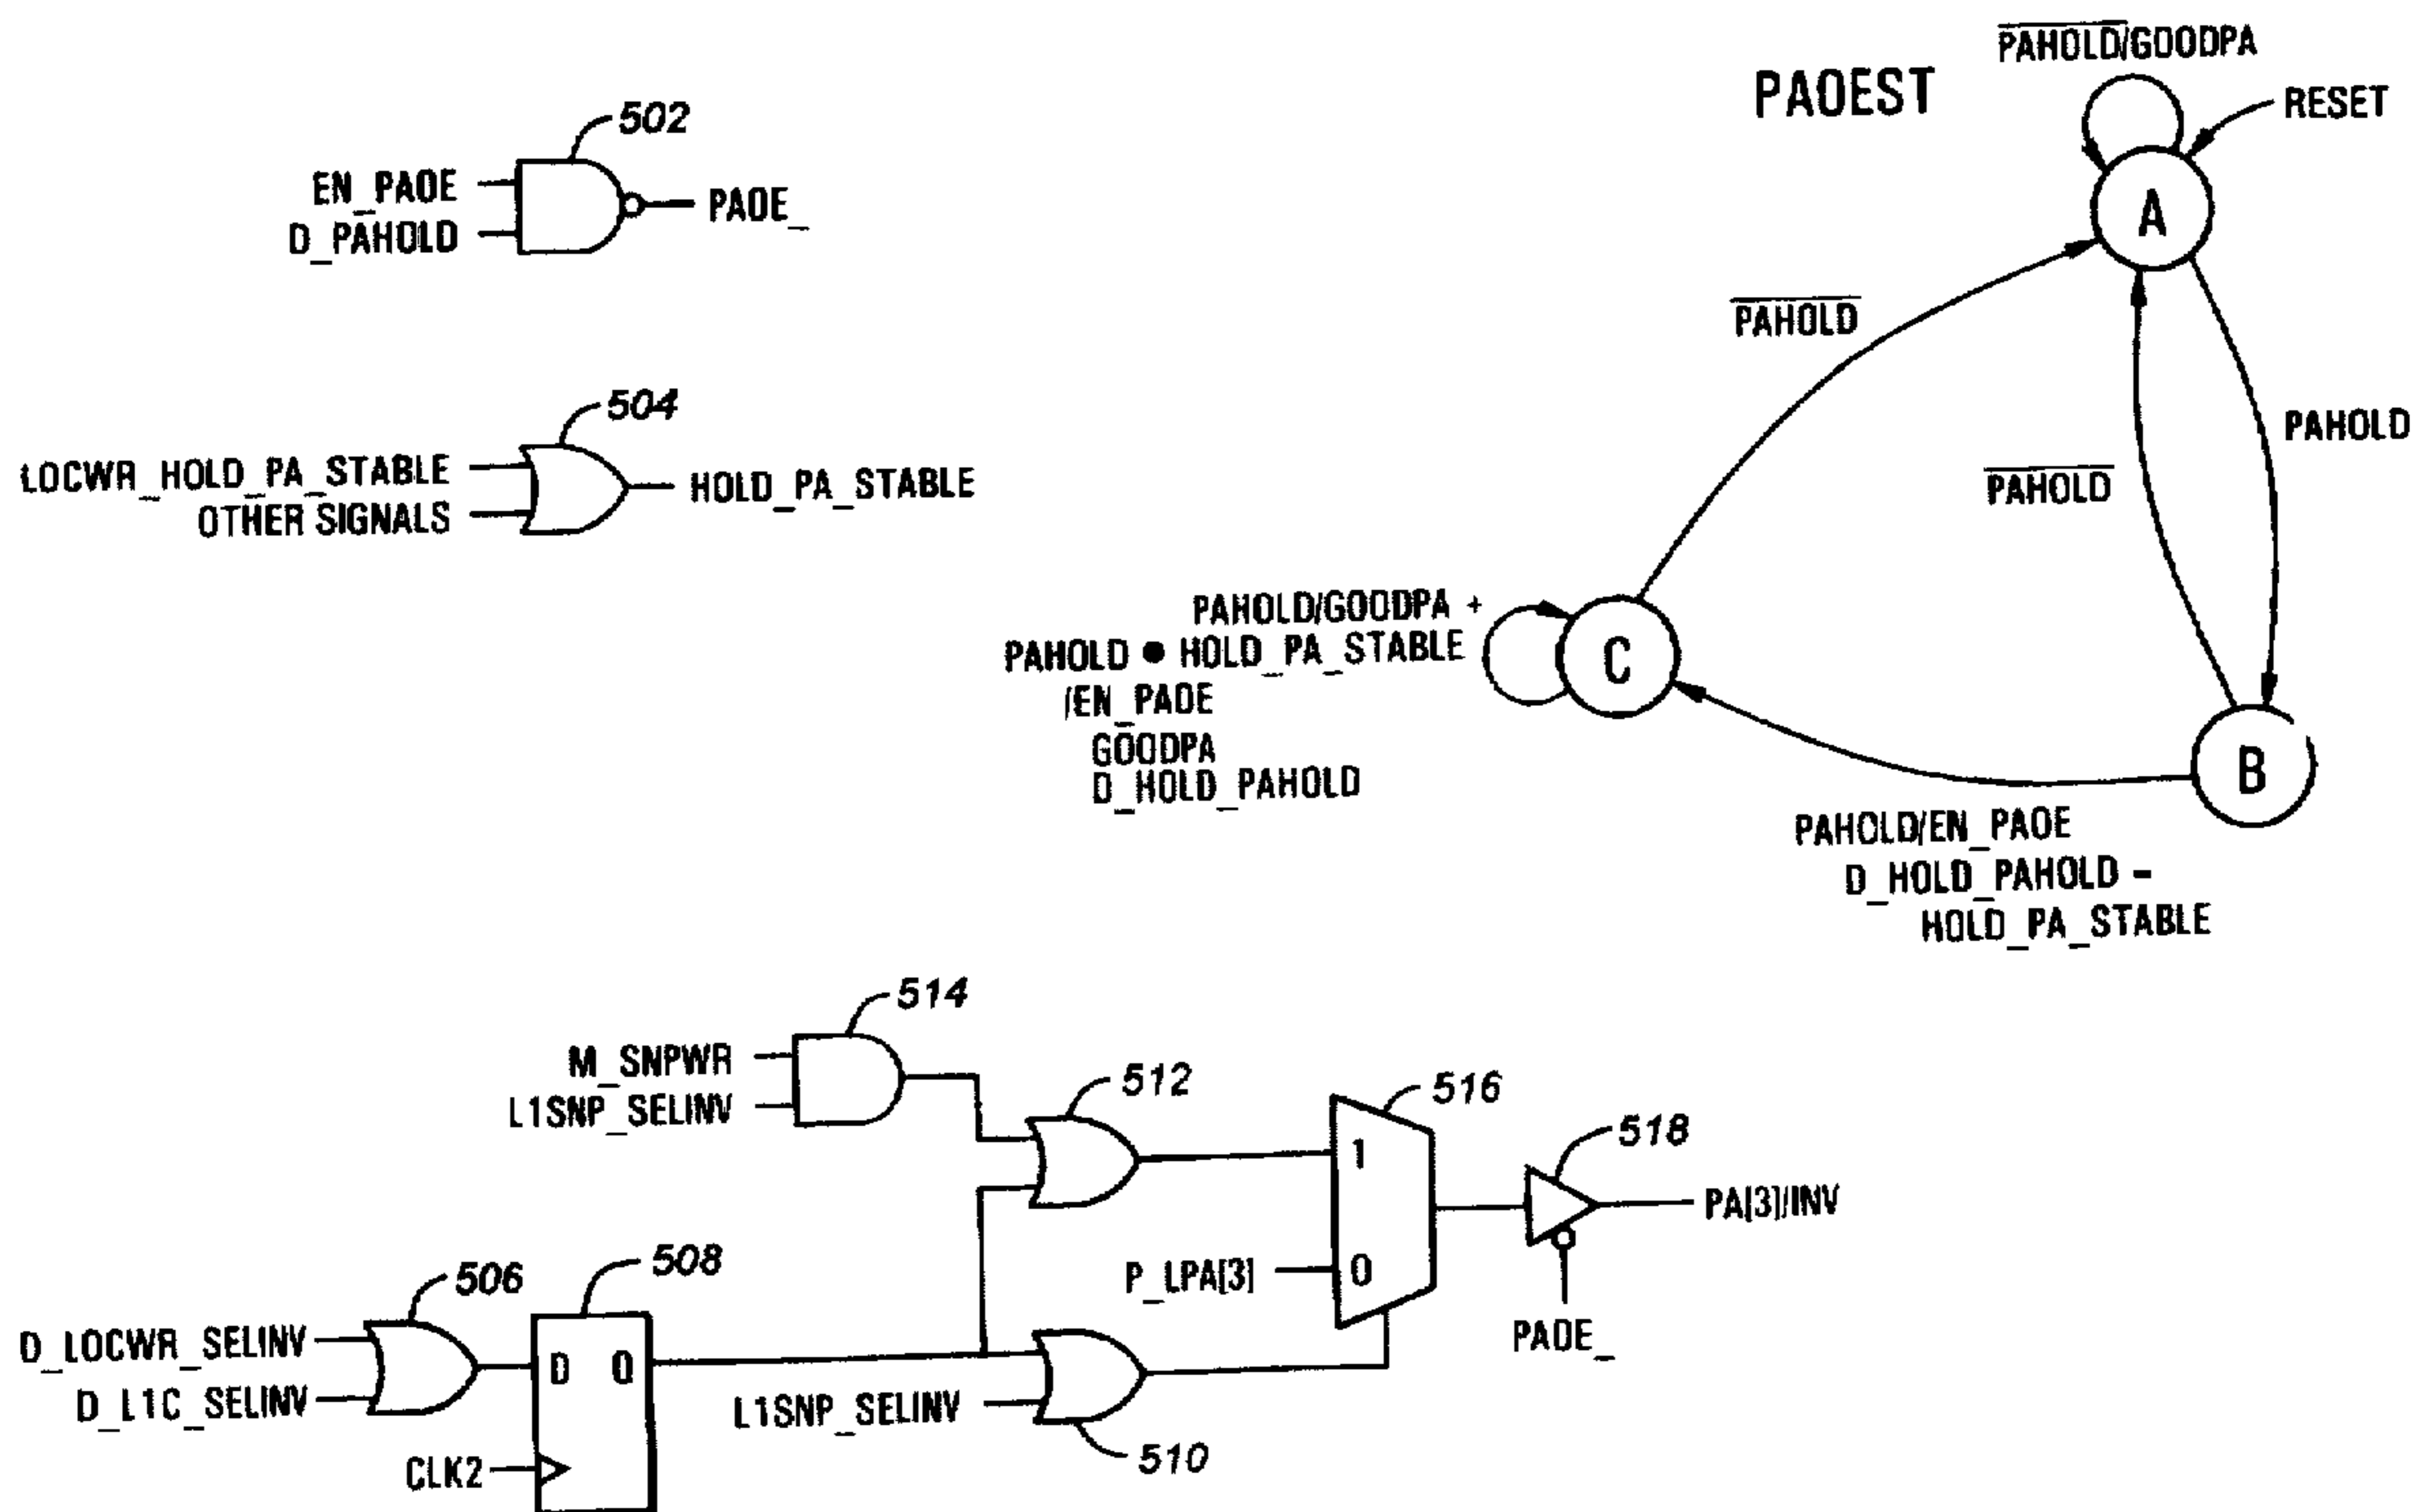 502
EN_PAOE
D_PAHOLD
PAOE_
504
LOCWR_HOLD_PA_STABLE
OTHER SIGNALS
HOLD_PA_STABLE
PAOEST
PAHOLD/GOODPA
RESET
A
PAHOLD
PAHOLD
PAHOLD
PAHOLD/GOODPA +
PAHOLD ● HOLD_PA_STABLE
/EN_PAOE
GOODPA
D_HOLD_PAHOLD
C
B
PAHOLD/EN_PAOE
D_HOLD_PAHOLD -
HOLD_PA_STABLE
514
M_SNPWR
L1SNP_SELINV
512
516
1
0
P_LPA[3]
518
PA[3]/INV
PAOE_
506
508
D_LOCWR_SELINV
D_L1C_SELINV
D Q
CLK2
L1SNP_SELINV
510